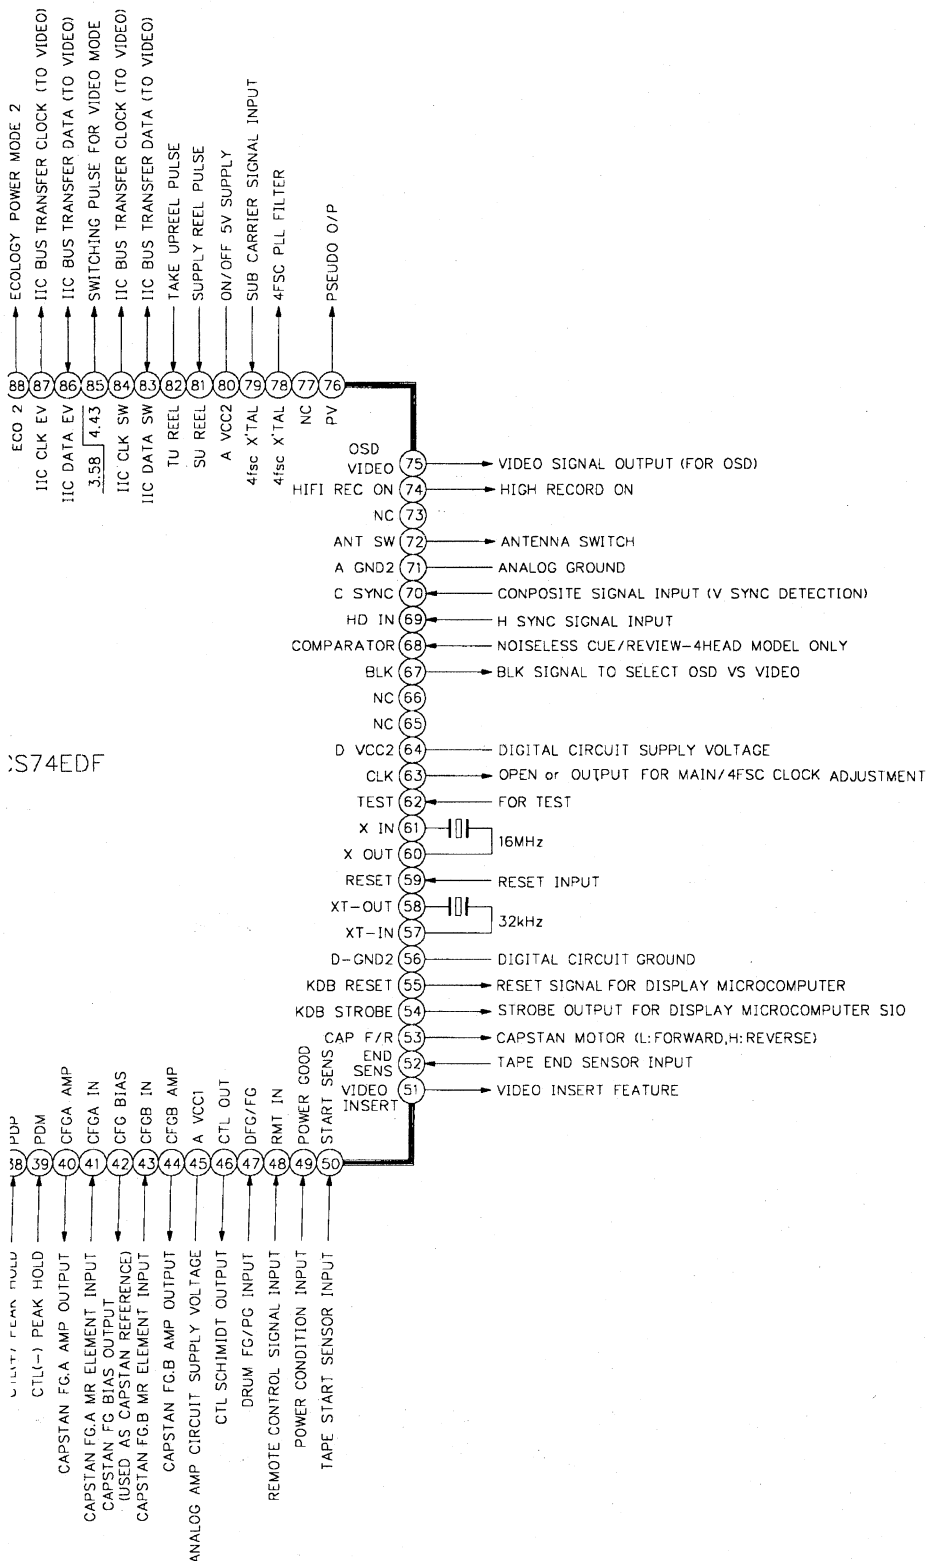 ECOLOGY POWER MODE 2
IIC BUS TRANSFER CLOCK (TO VIDEO)
IIC BUS TRANSFER DATA (TO VIDEO)
SWITCHING PULSE FOR VIDEO MODE
IIC BUS TRANSFER CLOCK (TO VIDEO)
IIC BUS TRANSFER DATA (TO VIDEO)
TAKE UPREEL PULSE
SUPPLY REEL PULSE
ON/OFF 5V SUPPLY
SUB CARRIER SIGNAL INPUT
4FSC PLL FILTER
PSEUDO O/P
88 87 86 85 84 83 82 81 80 79 78 77 76
ECO 2
IIC CLK EV
IIC DATA EV
3.58 4.43
IIC CLK SW
IIC DATA SW
TU REEL
SU REEL
A VCC2
4fsc X'TAL
4fsc X'TAL
NC
PV
OSD
VIDEO 75 VIDEO SIGNAL OUTPUT (FOR OSD)
HIFI REC ON 74 HIGH RECORD ON
NC 73
ANT SW 72 ANTENNA SWITCH
A GND2 71 ANALOG GROUND
C SYNC 70 CONPOSITE SIGNAL INPUT (V SYNC DETECTION)
HD IN 69 H SYNC SIGNAL INPUT
COMPARATOR 68 NOISELESS CUE/REVIEW-4HEAD MODEL ONLY
BLK 67 BLK SIGNAL TO SELECT OSD VS VIDEO
NC 66
NC 65
D VCC2 64 DIGITAL CIRCUIT SUPPLY VOLTAGE
CS74EDF
CLK 63 OPEN or OUTPUT FOR MAIN/4FSC CLOCK ADJUSTMENT
TEST 62 FOR TEST
X IN 61
16MHz
X OUT 60
RESET 59 RESET INPUT
XT-OUT 58
32kHz
XT-IN 57
D-GND2 56 DIGITAL CIRCUIT GROUND
KDB RESET 55 RESET SIGNAL FOR DISPLAY MICROCOMPUTER
KDB STROBE 54 STROBE OUTPUT FOR DISPLAY MICROCOMPUTER SIO
CAP F/R 53 CAPSTAN MOTOR (L:FORWARD,H:REVERSE)
END
SENS 52 TAPE END SENSOR INPUT
VIDEO
INSERT 51 VIDEO INSERT FEATURE
PDP
PDM
CFGA AMP
CFGA IN
CFG BIAS
CFGB IN
CFGB AMP
A VCC1
CTL OUT
DFG/FG
RMT IN
POWER GOOD
START SENS
38 39 40 41 42 43 44 45 46 47 48 49 50
CTL(+) PEAK HOLD
CTL(-) PEAK HOLD
CAPSTAN FG.A AMP OUTPUT
CAPSTAN FG.A MR ELEMENT INPUT
CAPSTAN FG BIAS OUTPUT
(USED AS CAPSTAN REFERENCE)
CAPSTAN FG.B MR ELEMENT INPUT
CAPSTAN FG.B AMP OUTPUT
ANALOG AMP CIRCUIT SUPPLY VOLTAGE
CTL SCHIMIDT OUTPUT
DRUM FG/PG INPUT
REMOTE CONTROL SIGNAL INPUT
POWER CONDITION INPUT
TAPE START SENSOR INPUT